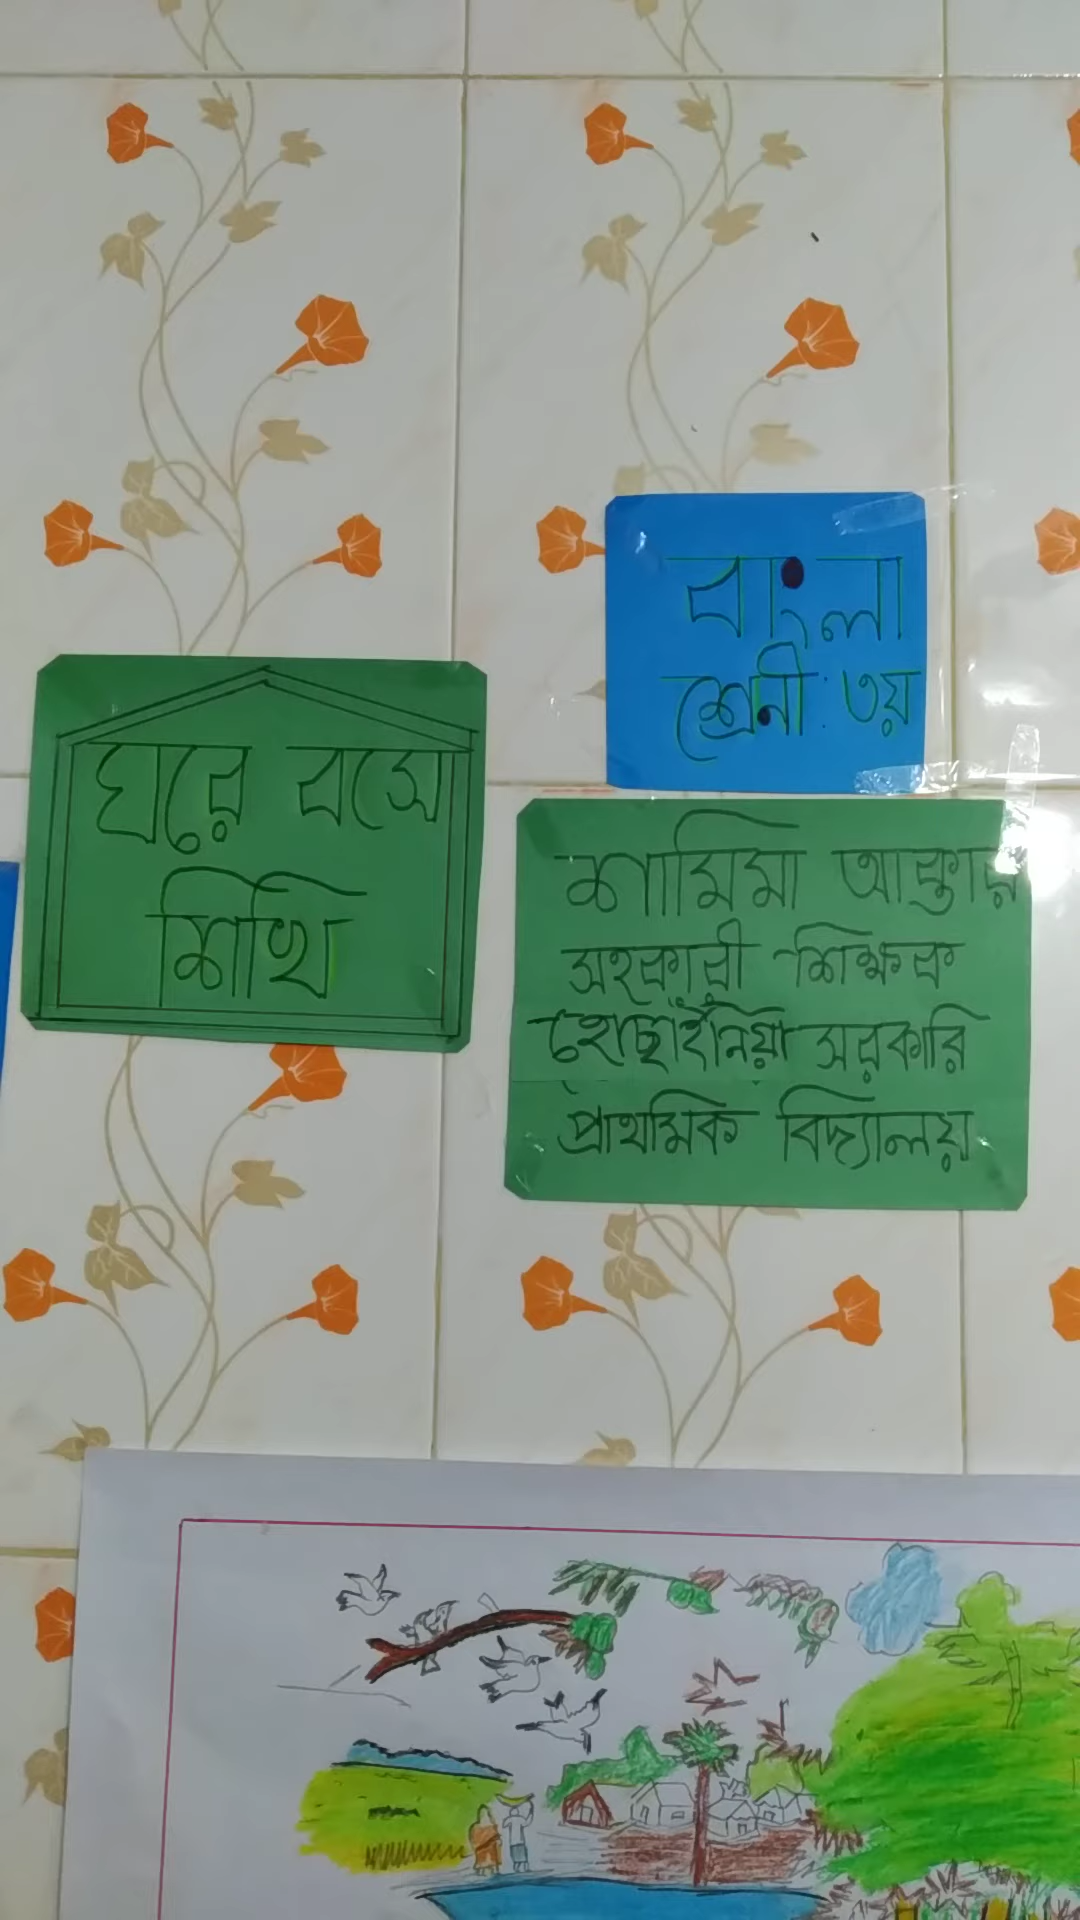 বাংলা
শ্রেনী: ৩য়
ঘরে বসে
শিখি
শামিমা আক্তার
সহকারী শিক্ষক
হোছাইনিয়া সরকারি
প্রাথমিক বিদ্যালয়